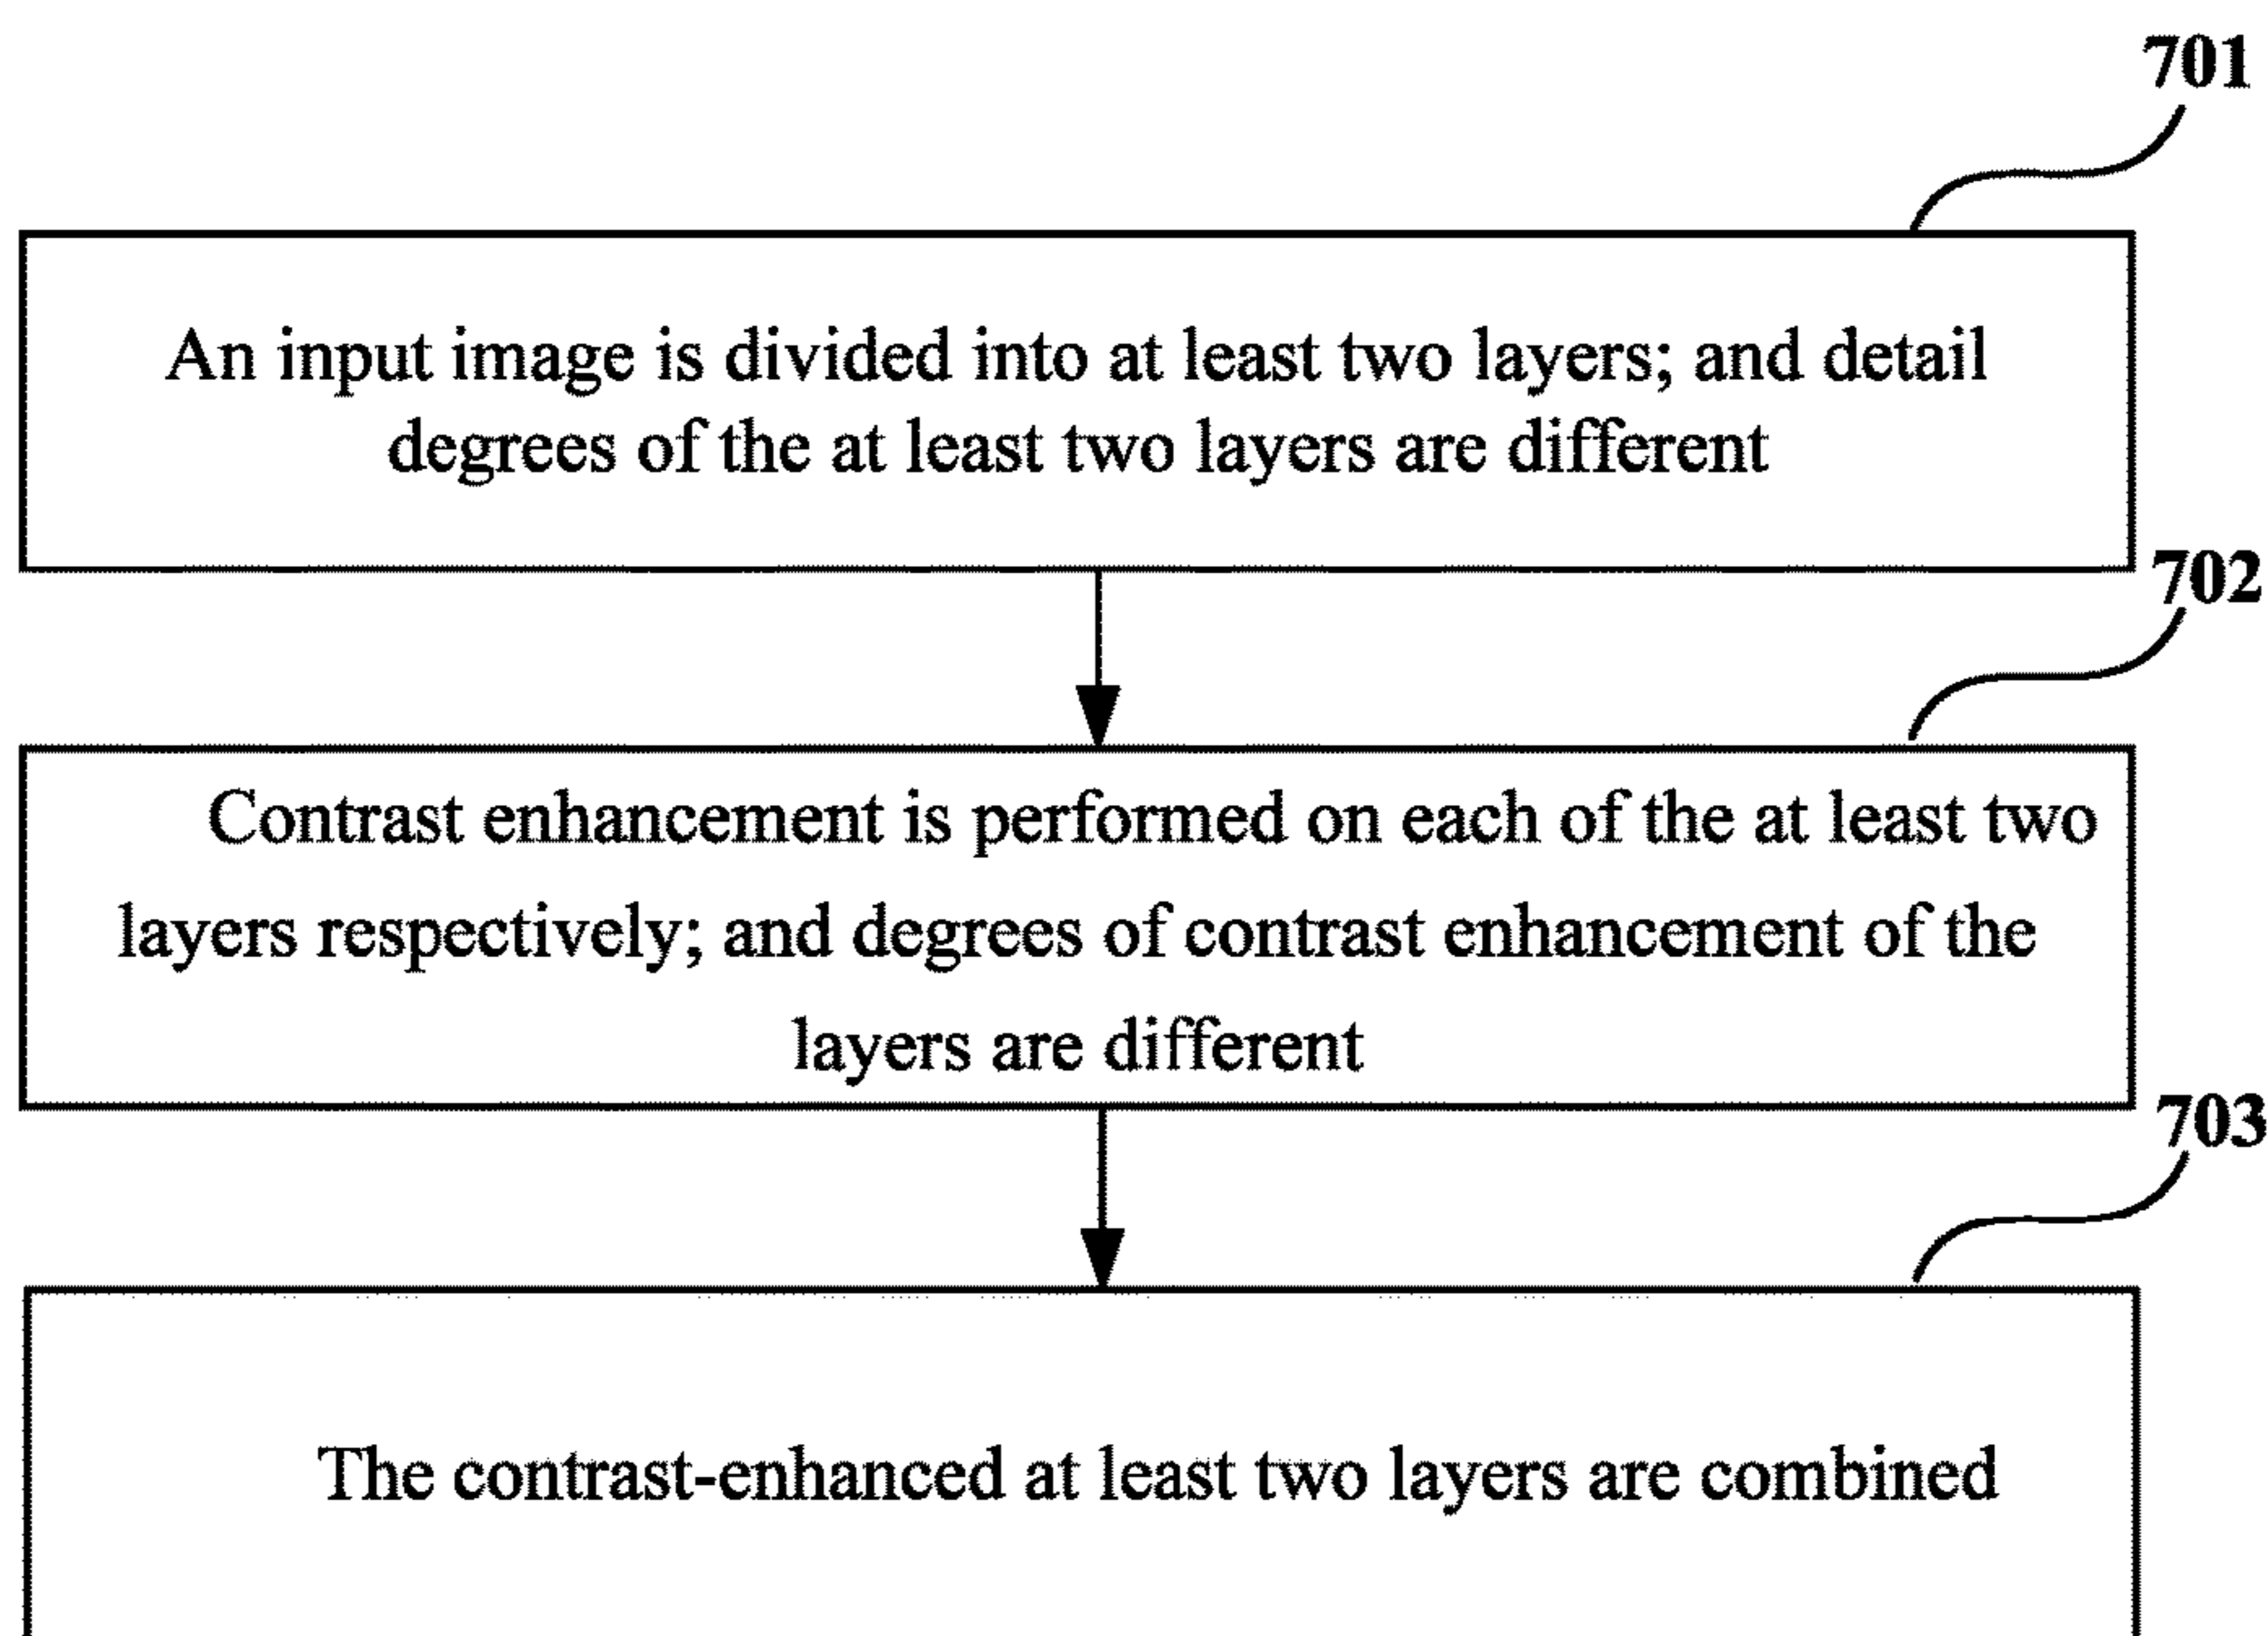 701
An input image is divided into at least two layers; and detail
degrees of the at least two layers are different
702
Contrast enhancement is performed on each of the at least two
layers respectively; and degrees of contrast enhancement of the
layers are different
703
The contrast-enhanced at least two layers are combined